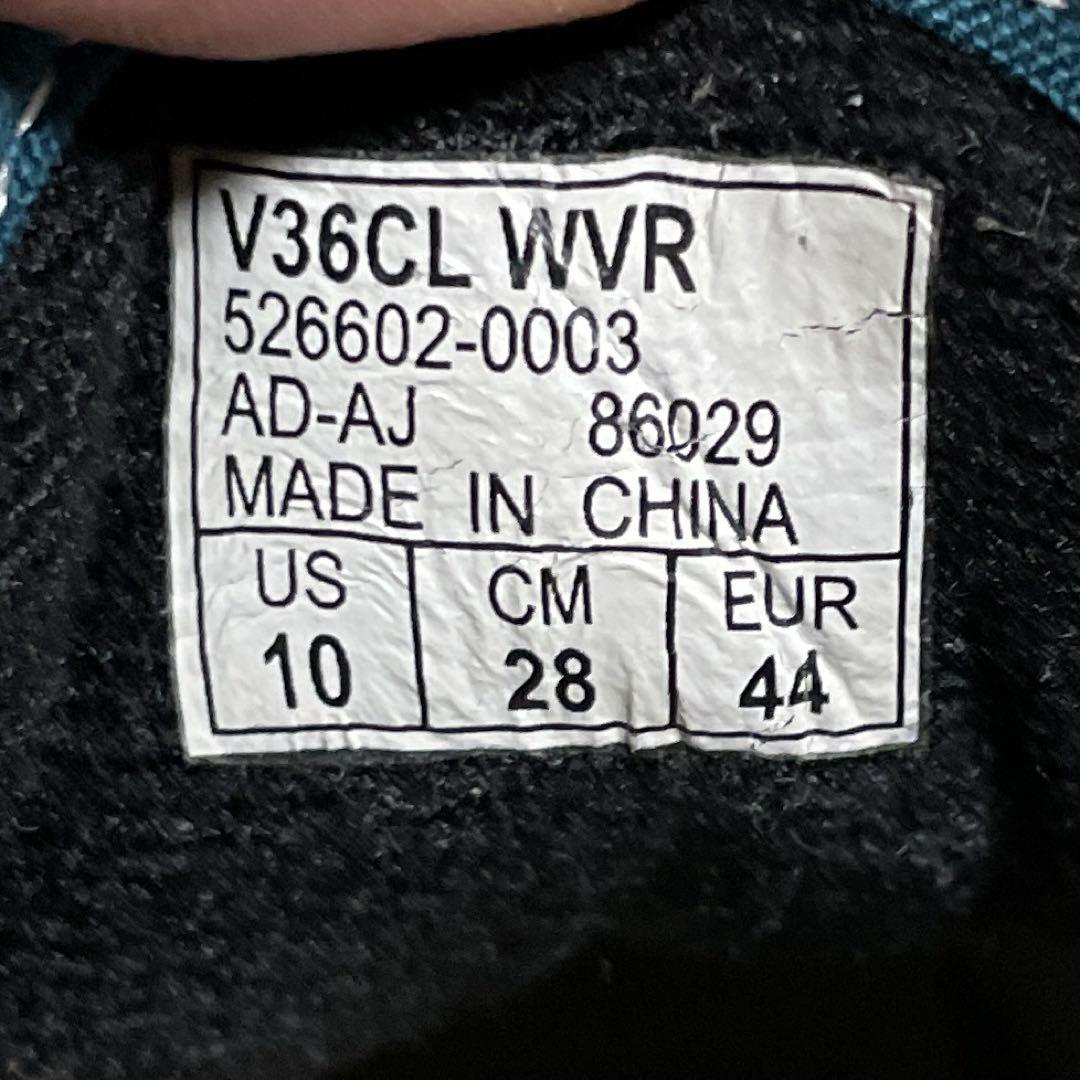 V36CL WVR
526602-0003
AD-AJ 86029
MADE IN CHINA
US CM EUR
10 28 44